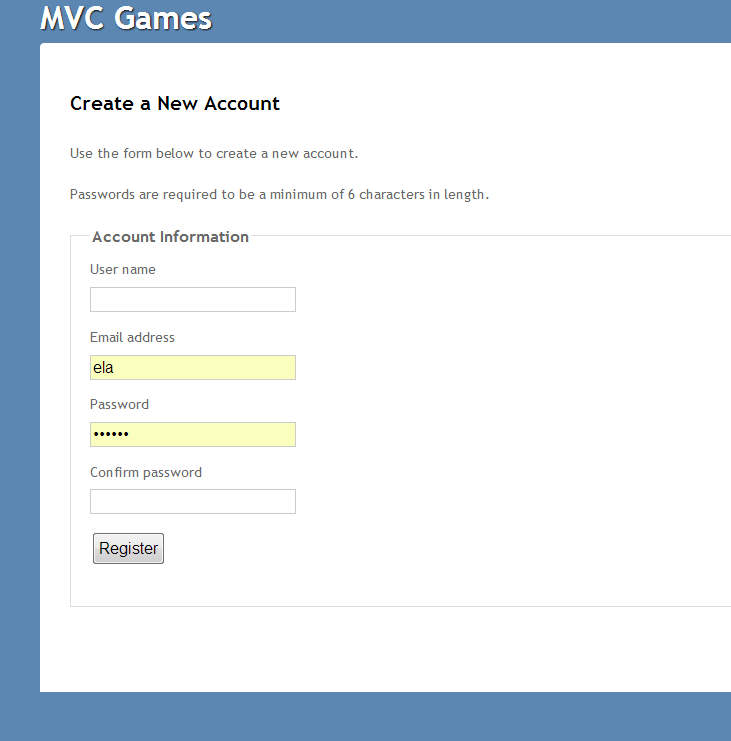 MVC Games
Create a New Account
Use the form below to create a new account.
Passwords are required to be a minimum of 6 characters in length.
Account Information
User name
Email address
ela
Password
••••••
Confirm password
Register